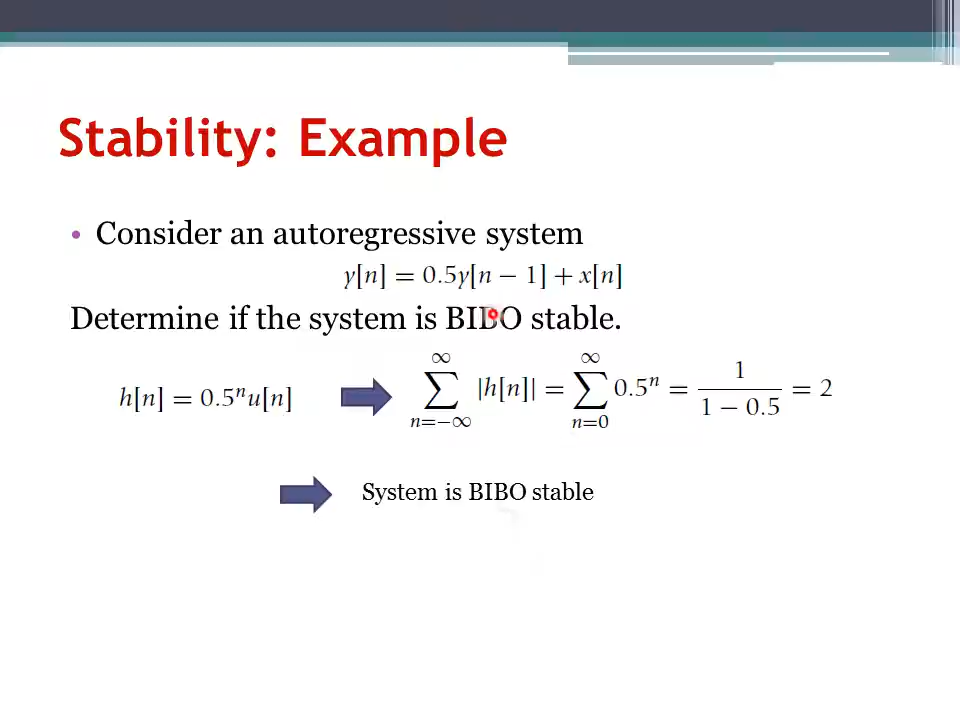 Stability: Example
• Consider an autoregressive system
y[n] = 0.5y[n − 1] + x[n]
Determine if the system is BIBO stable.
h[n] = 0.5ⁿu[n] ∑_{n=−∞}^{∞} |h[n]| = ∑_{n=0}^{∞} 0.5ⁿ = 1/(1 − 0.5) = 2
System is BIBO stable